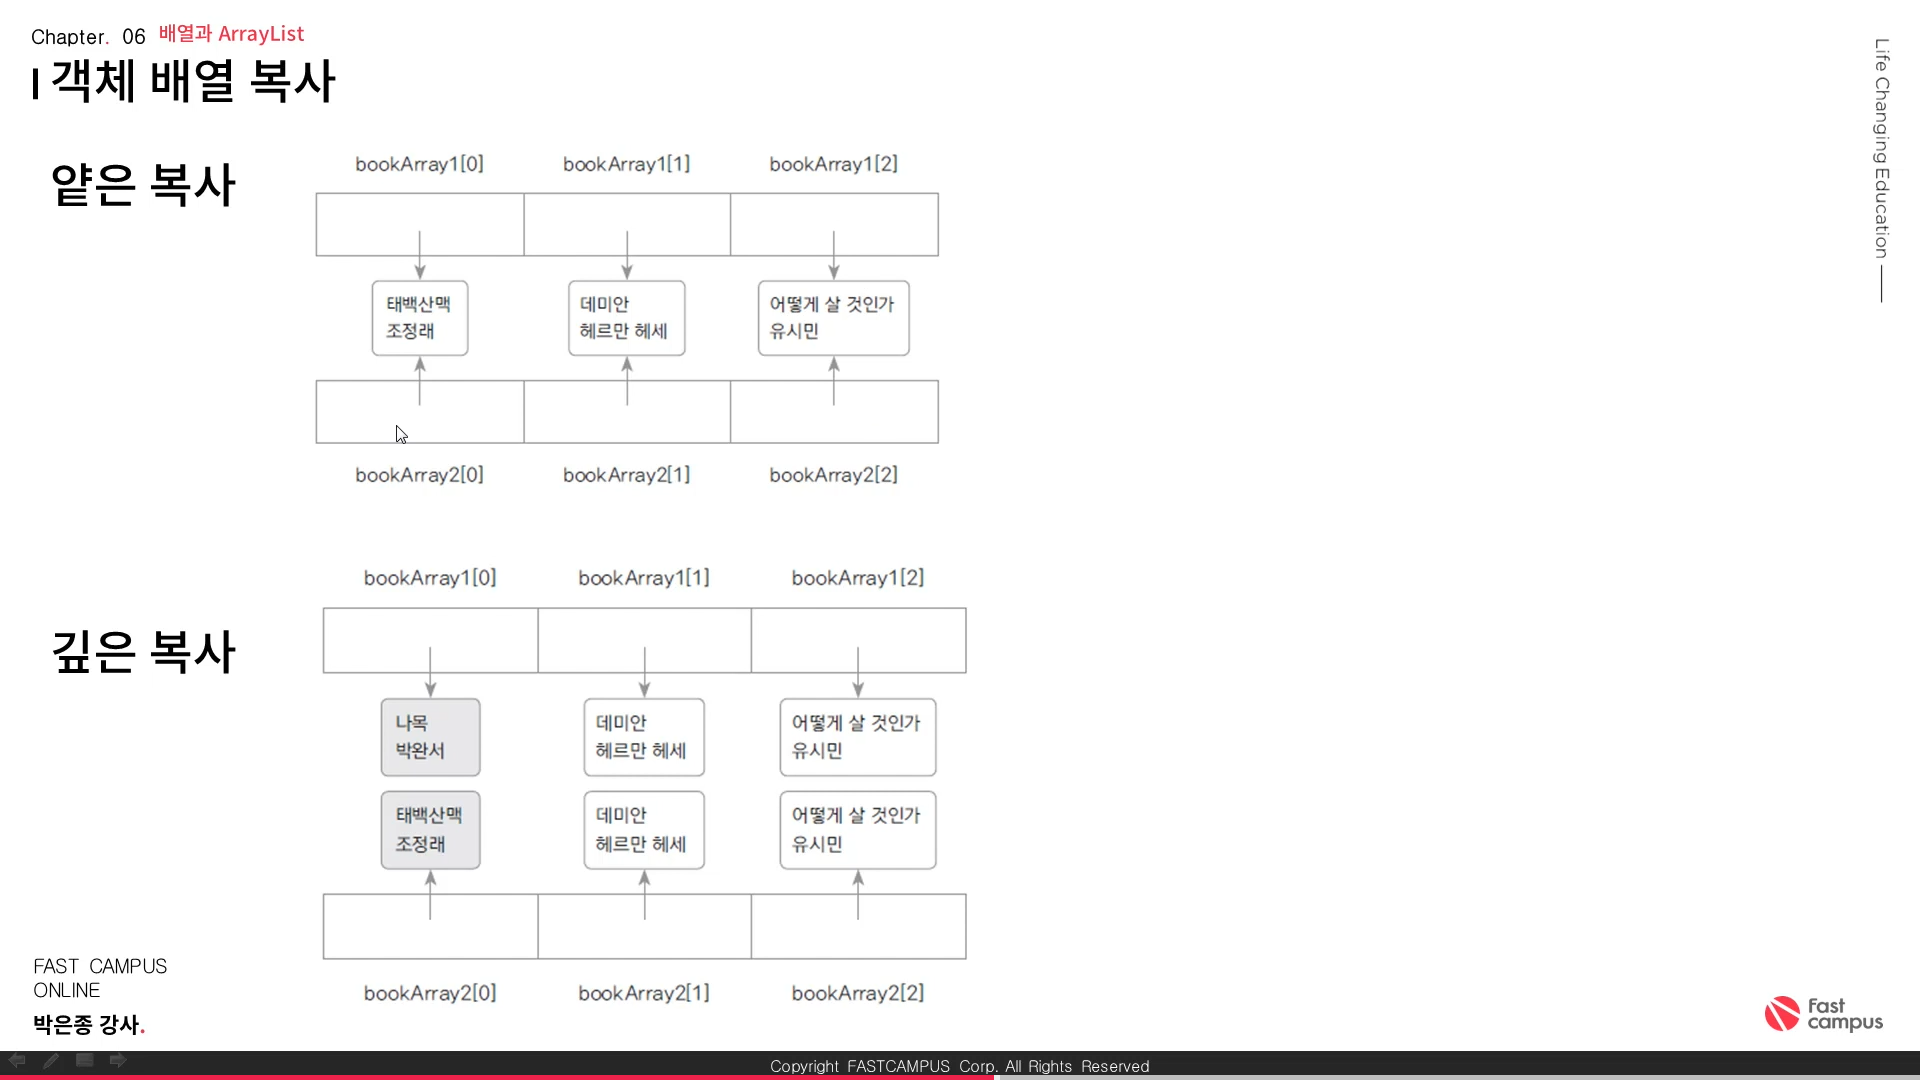 Chapter. 06 배열과 ArrayList
객체 배열 복사
얕은 복사
bookArray1[0] bookArray1[1] bookArray1[2]
태백산맥
조정래
데미안
헤르만 헤세
어떻게 살 것인가
유시민
bookArray2[0] bookArray2[1] bookArray2[2]
깊은 복사
bookArray1[0] bookArray1[1] bookArray1[2]
나목
박완서
데미안
헤르만 헤세
어떻게 살 것인가
유시민
태백산맥
조정래
데미안
헤르만 헤세
어떻게 살 것인가
유시민
bookArray2[0] bookArray2[1] bookArray2[2]
FAST CAMPUS
ONLINE
박은종 강사.
Life Changing Education
Fast
campus
Copyright FASTCAMPUS Corp. All Rights Reserved